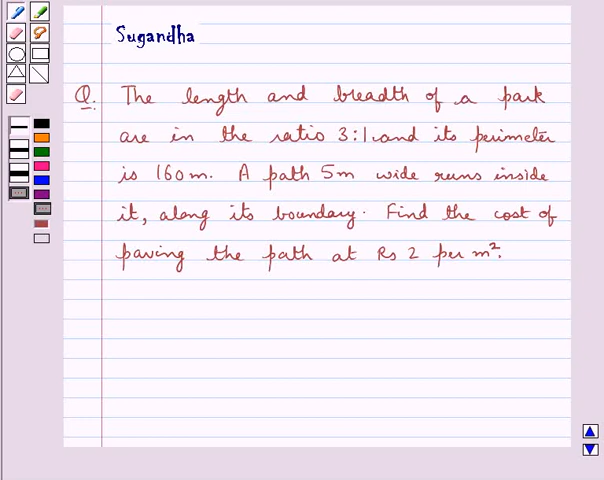 Sugandha
Q. The length and breadth of a park
are in the ratio 3:1 and its perimeter
is 160 m. A path 5m wide runs inside
it, along its boundary. Find the cost of
paving the path at Rs 2 per m².